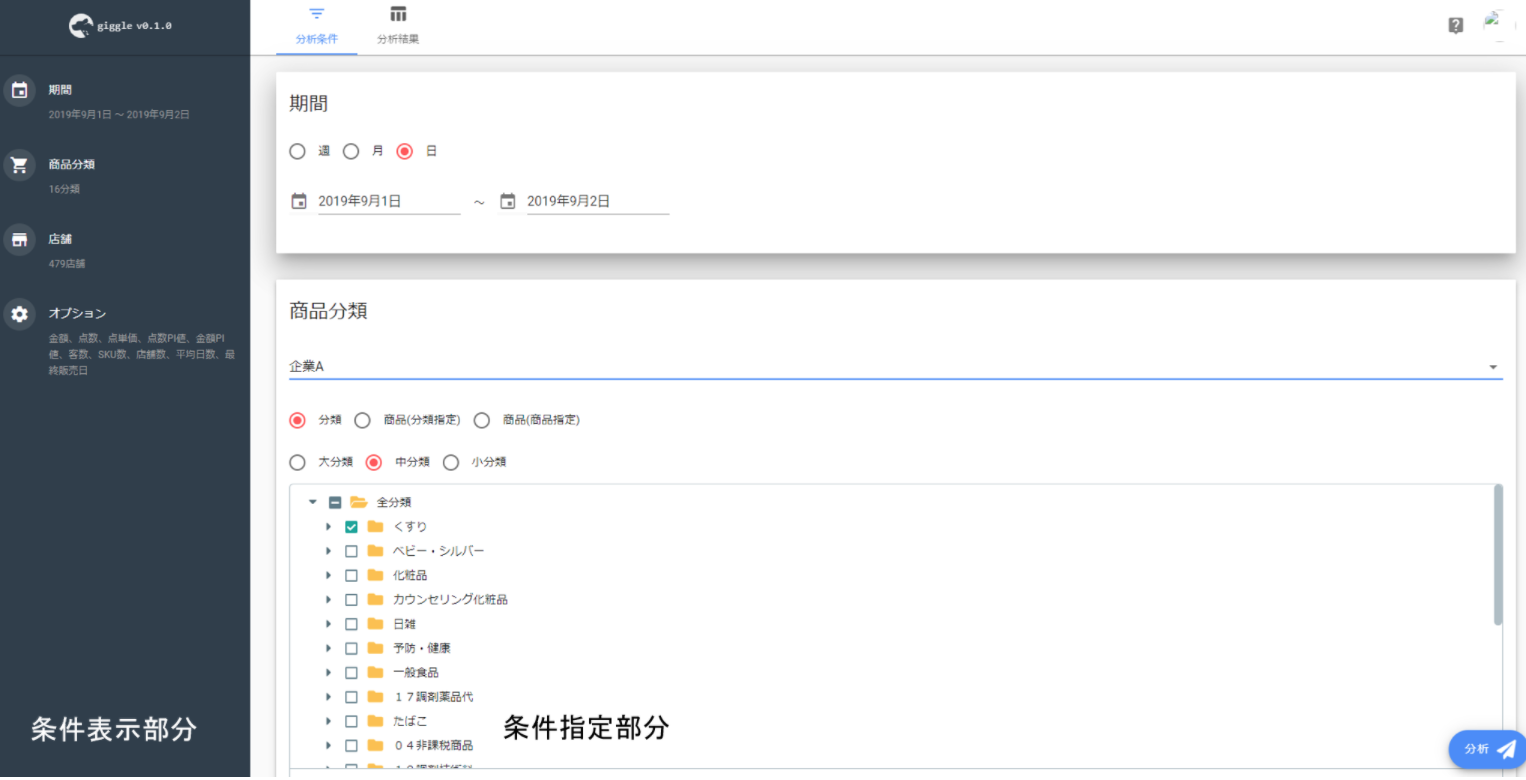 giggle v0.1.0
分析条件
分析結果
期間
2019年9月1日 ～ 2019年9月2日
商品分類
16分類
店舗
479店舗
オプション
金額、点数、点単価、点数PI値、金額PI
値、客数、SKU数、店舗数、平均日数、最
終販売日
条件表示部分
期間
週 月 日
2019年9月1日 ～ 2019年9月2日
商品分類
企業A
分類 商品(分類指定) 商品(商品指定)
大分類 中分類 小分類
全分類
くすり
ベビー・シルバー
化粧品
カウンセリング化粧品
日雑
予防・健康
一般食品
１７調剤薬品代
たばこ
０４非課税商品
条件指定部分
分析